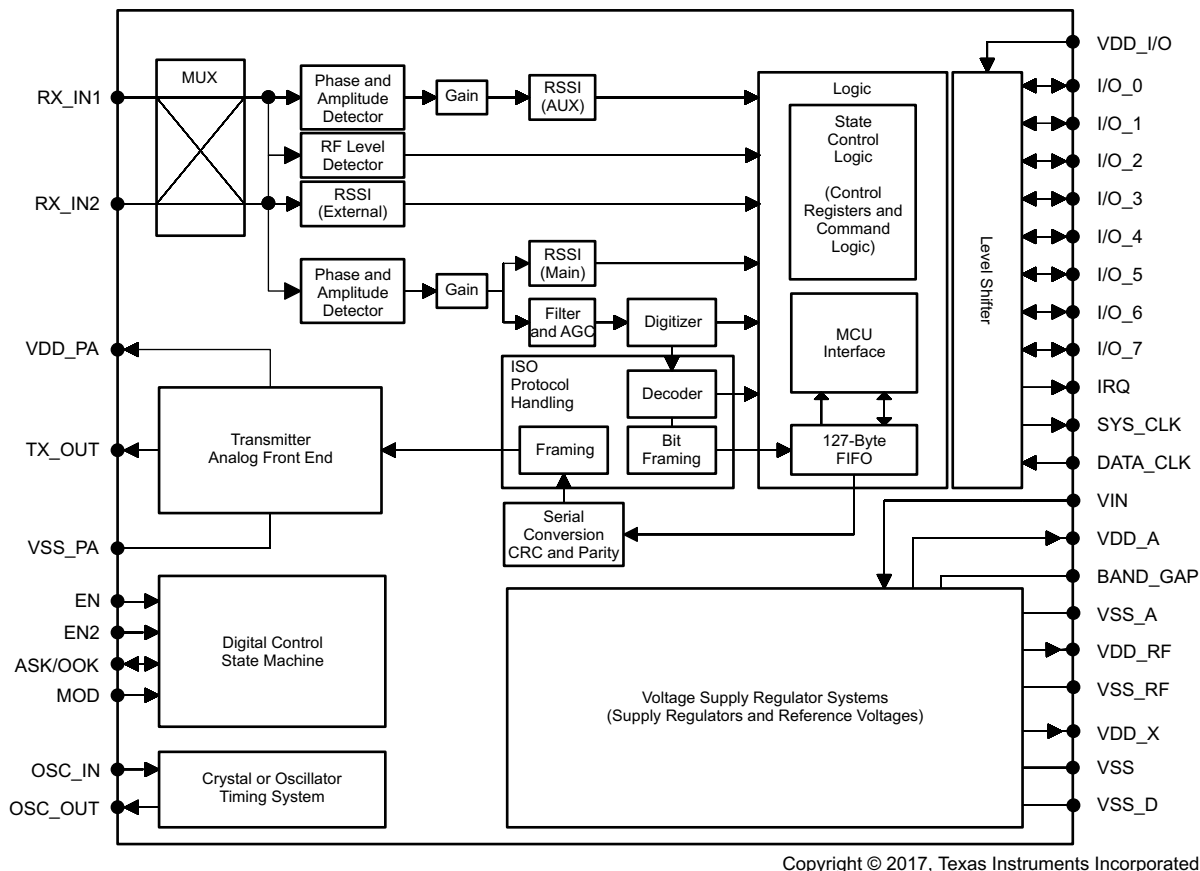 MUX
RX_IN1
RX_IN2
Phase and
Amplitude
Detector
Gain
RSSI
(AUX)
RF Level
Detector
RSSI
(External)
Phase and
Amplitude
Detector
Gain
RSSI
(Main)
Filter
and AGC
Digitizer
ISO
Protocol
Handling
Decoder
Bit
Framing
Framing
Serial
Conversion
CRC and Parity
Logic
State
Control
Logic
(Control
Registers and
Command
Logic)
MCU
Interface
127-Byte
FIFO
Level Shifter
VDD_PA
TX_OUT
VSS_PA
Transmitter
Analog Front End
EN
EN2
ASK/OOK
MOD
Digital Control
State Machine
OSC_IN
OSC_OUT
Crystal or Oscillator
Timing System
Voltage Supply Regulator Systems
(Supply Regulators and Reference Voltages)
VDD_I/O
I/O_0
I/O_1
I/O_2
I/O_3
I/O_4
I/O_5
I/O_6
I/O_7
IRQ
SYS_CLK
DATA_CLK
VIN
VDD_A
BAND_GAP
VSS_A
VDD_RF
VSS_RF
VDD_X
VSS
VSS_D
Copyright © 2017, Texas Instruments Incorporated